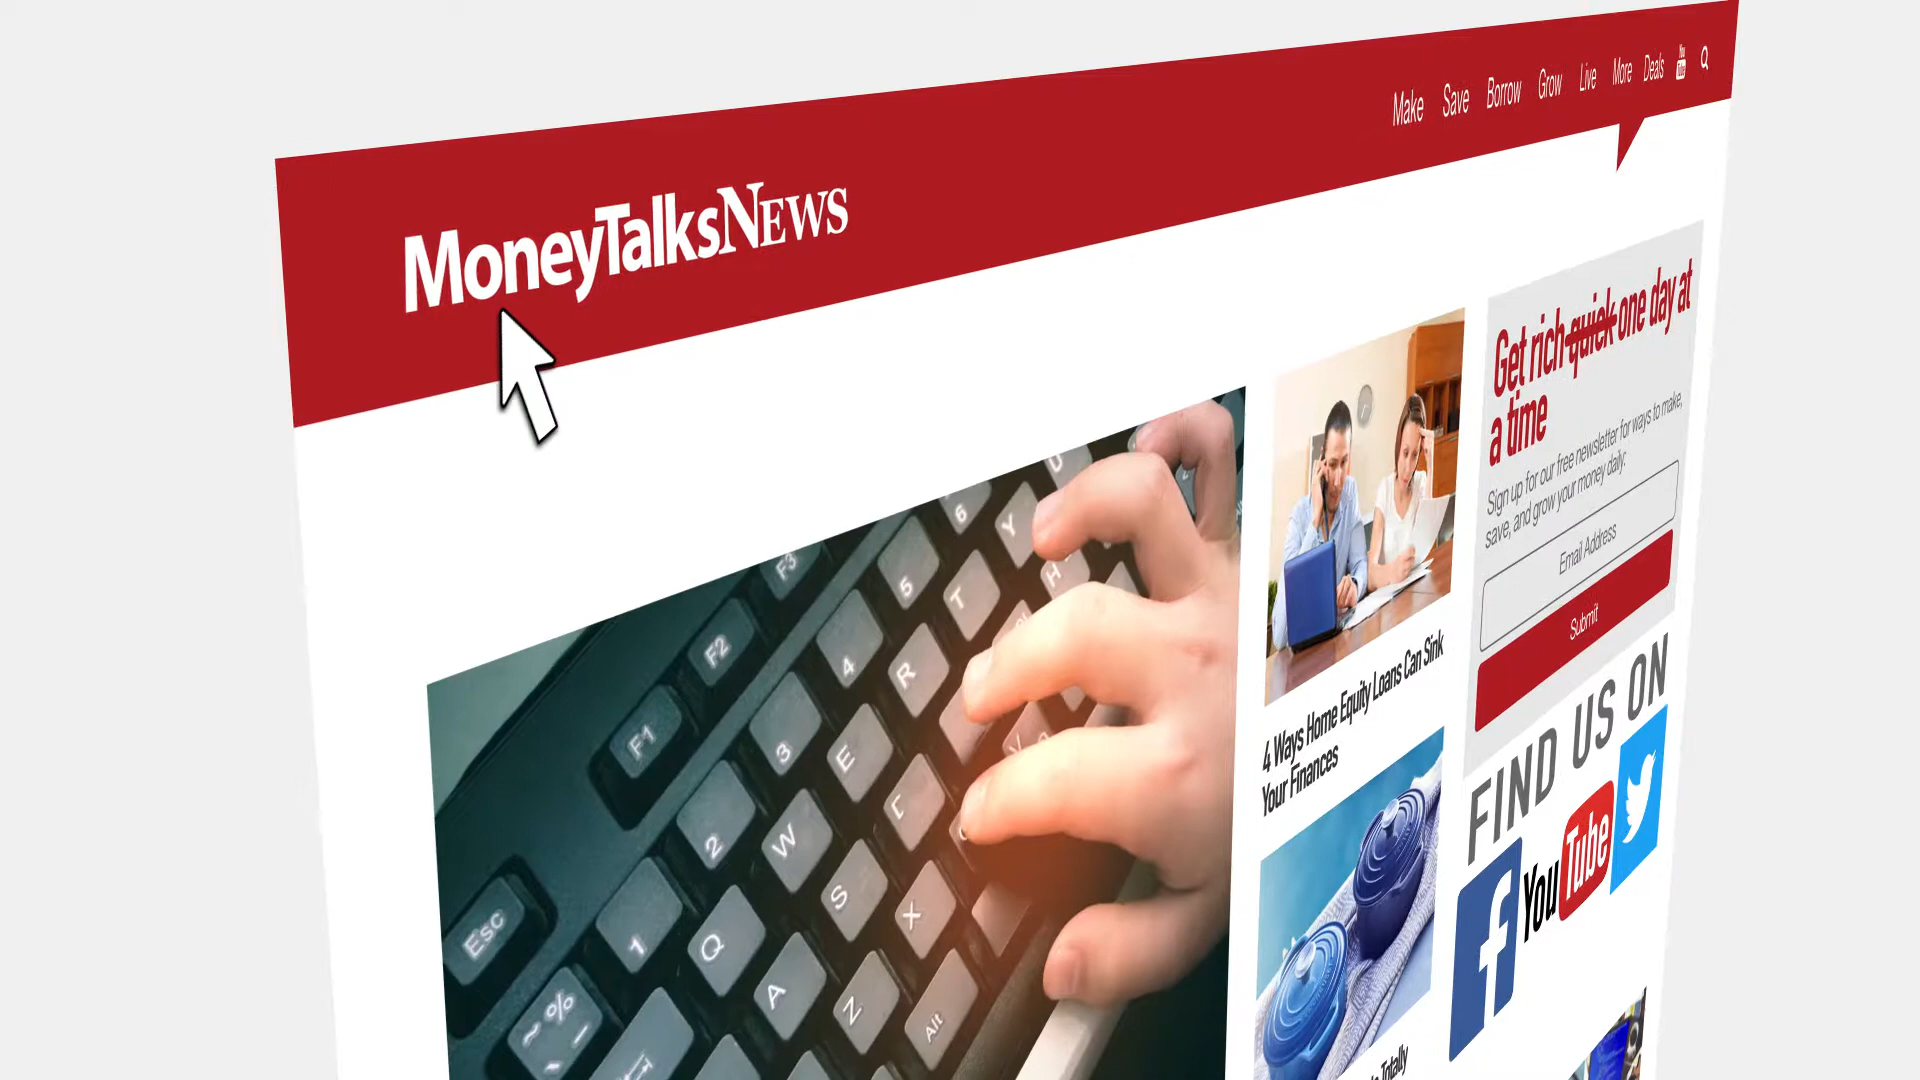 MoneyTalksNEWS
Make Save Borrow Grow Live More Deals You Tube
Get rich quick one day at
a time
Sign up for our free newsletter for ways to make,
save, and grow your money daily:
Email Address
Submit
4 Ways Home Equity Loans Can Sink
Your Finances
FIND US ON
f YouTube
Totally
Esc F1 F2 F3
~ % –
1 2 3 4 5 6
Q W E R T Y U
A S H
Z X
Alt